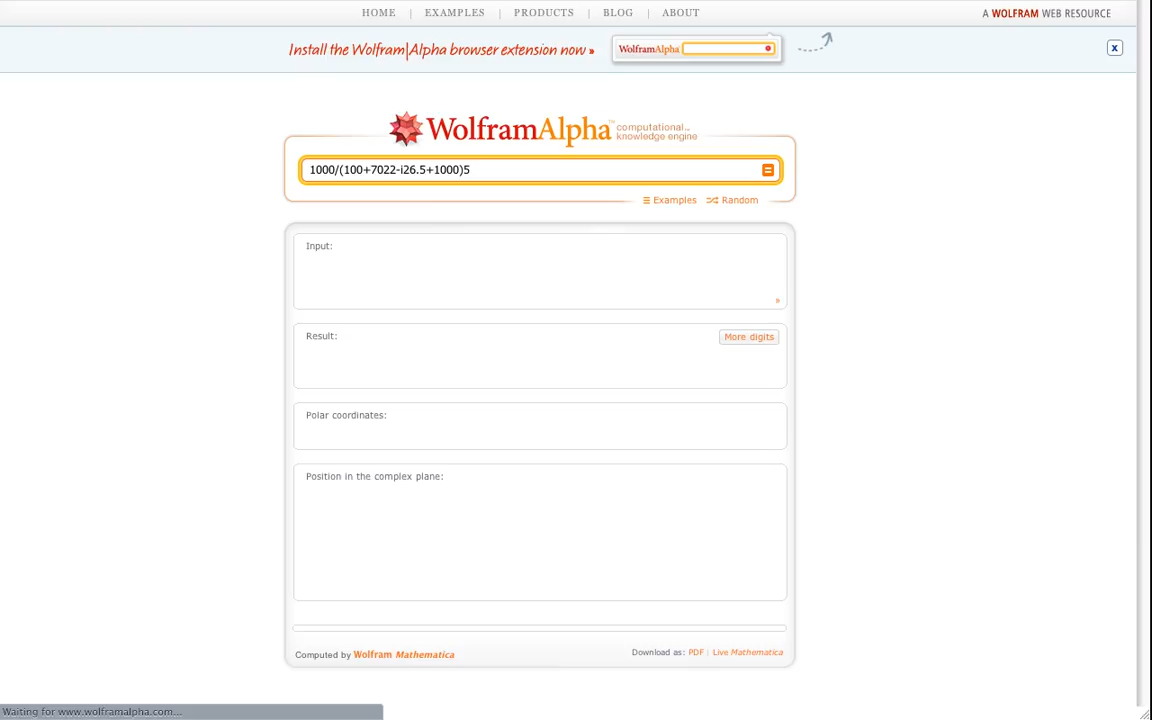 HOME | EXAMPLES | PRODUCTS | BLOG | ABOUT
A WOLFRAM WEB RESOURCE
Install the Wolfram|Alpha browser extension now »
WolframAlpha
x
WolframAlpha™ computational...
knowledge engine
1000/(100+7022-i26.5+1000)5
=
Examples Random
Input:
»
Result:
More digits
Polar coordinates:
Position in the complex plane:
Computed by Wolfram Mathematica
Download as: PDF | Live Mathematica
Waiting for www.wolframalpha.com...